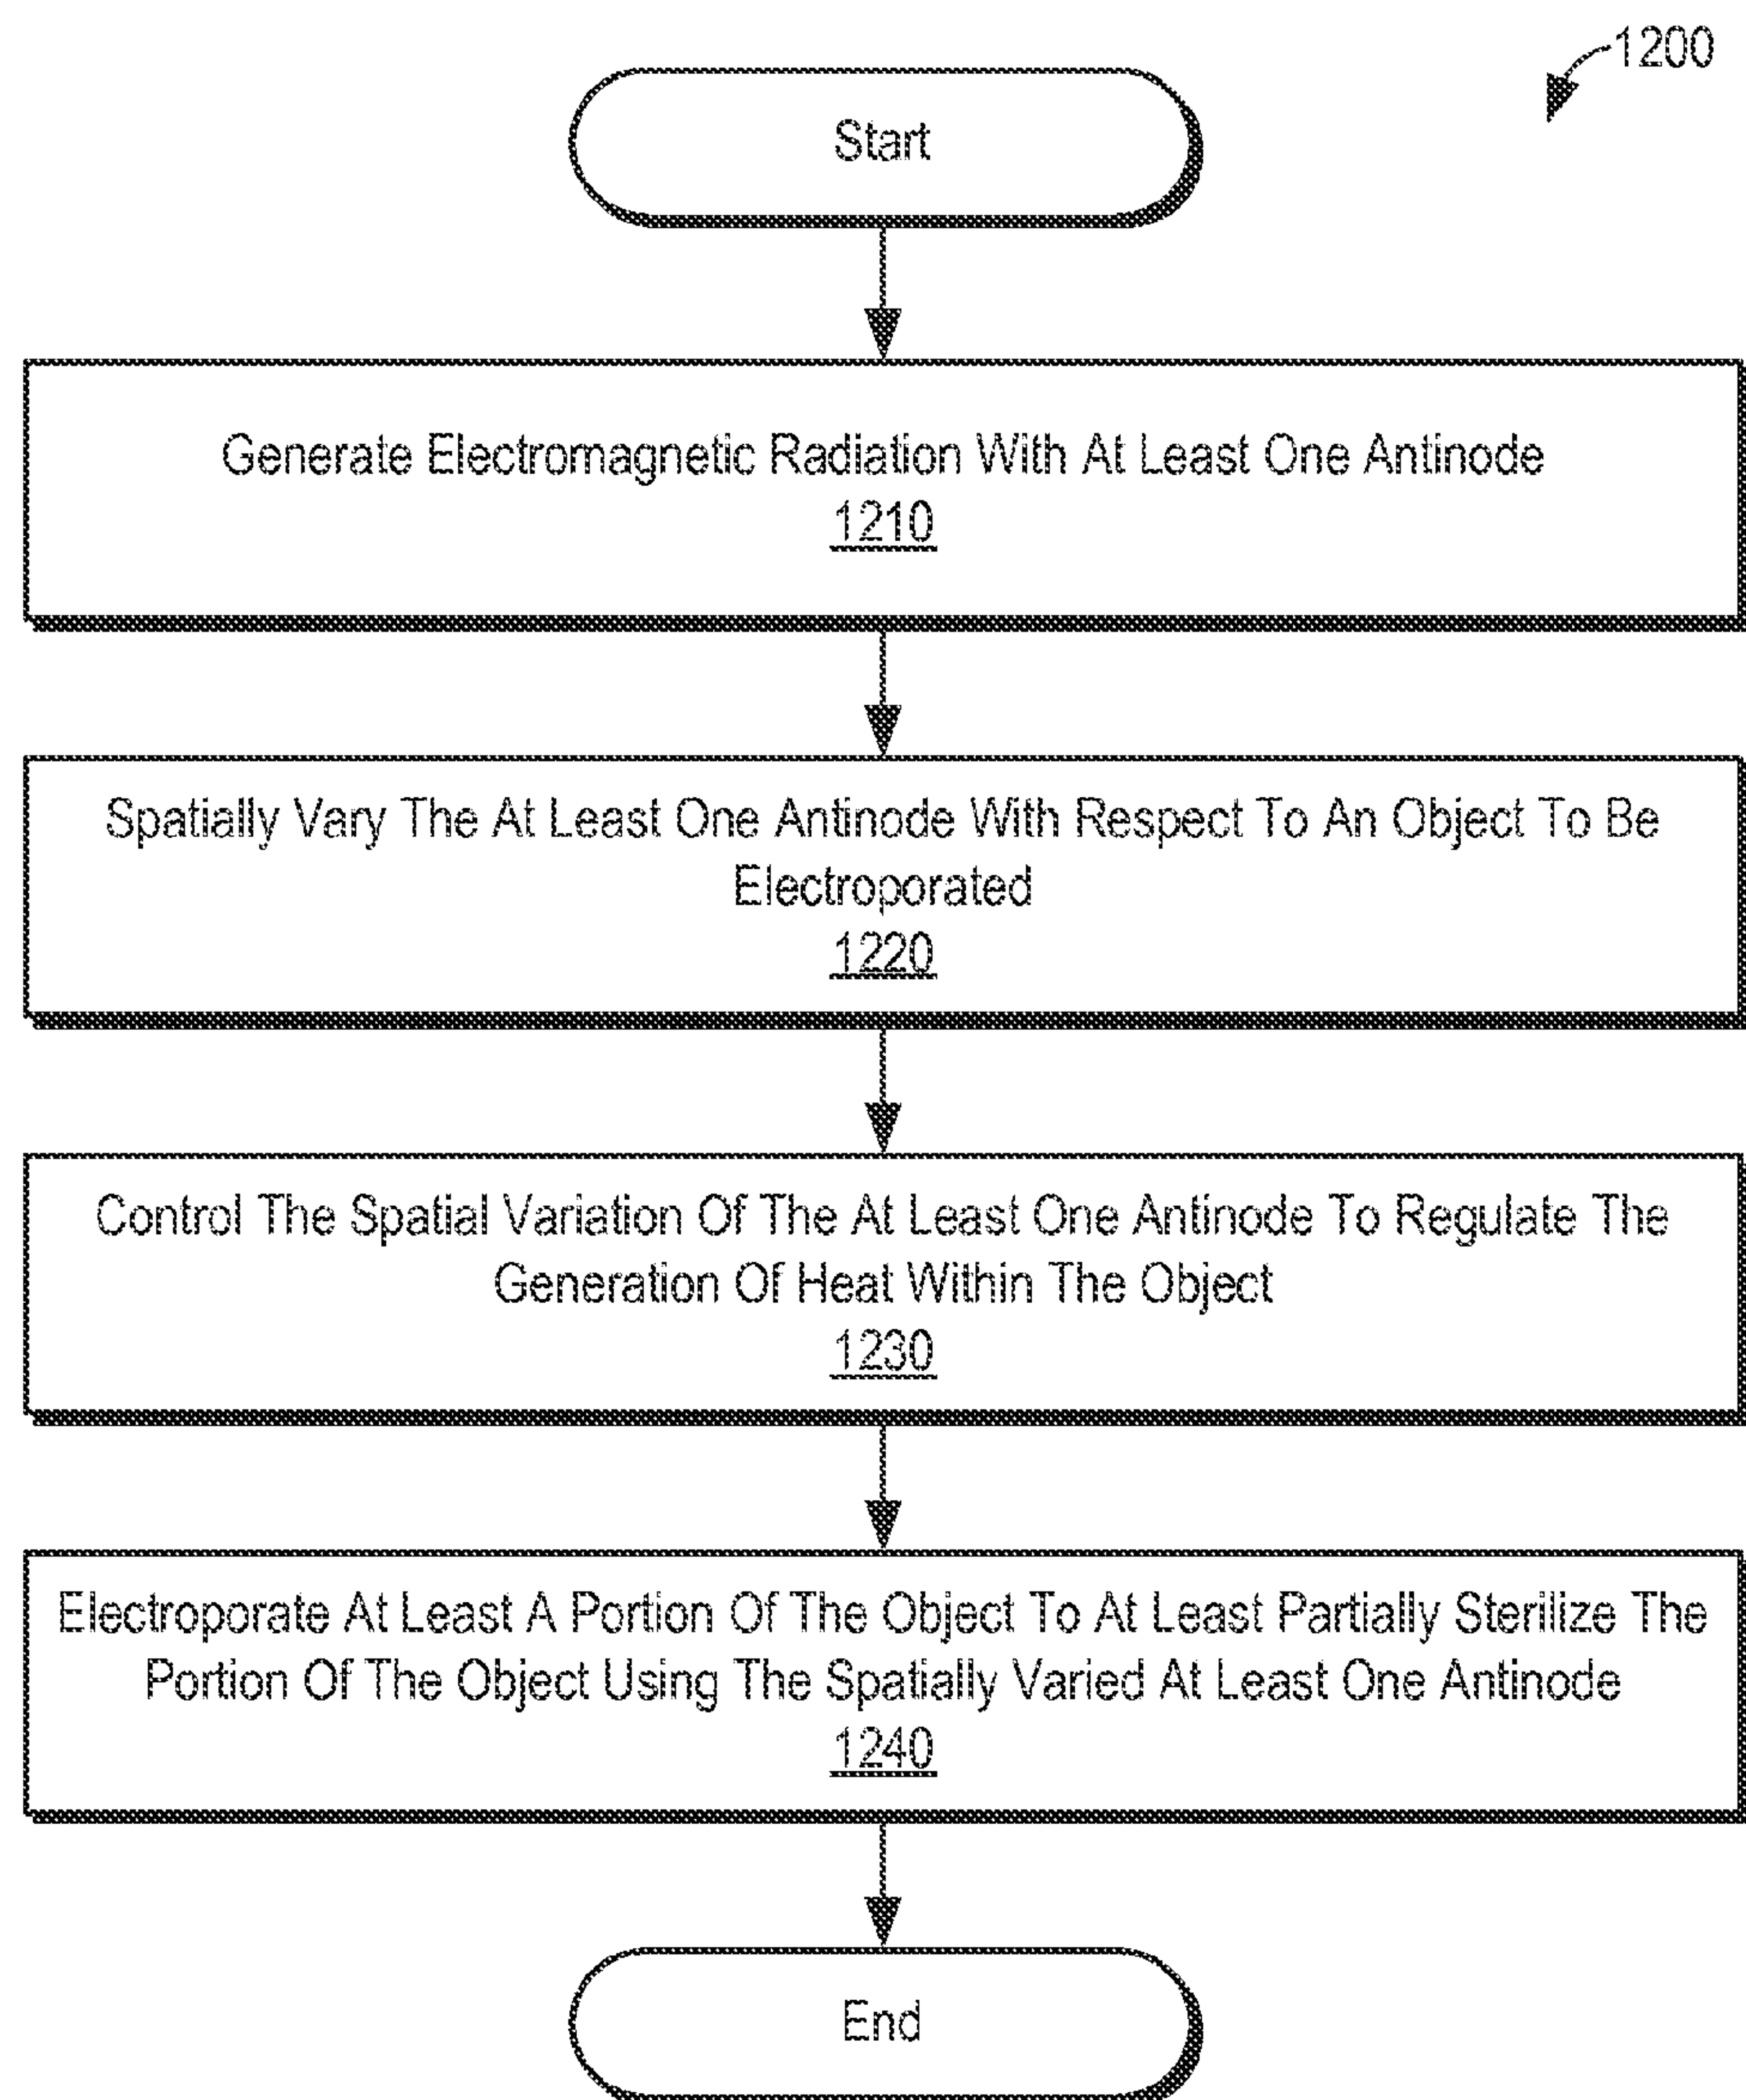 1200
Start
Generate Electromagnetic Radiation With At Least One Antinode
1210
Spatially Vary The At Least One Antinode With Respect To An Object To Be
Electroporated
1220
Control The Spatial Variation Of The At Least One Antinode To Regulate The
Generation Of Heat Within The Object
1230
Electroporate At Least A Portion Of The Object To At Least Partially Sterilize The
Portion Of The Object Using The Spatially Varied At Least One Antinode
1240
End